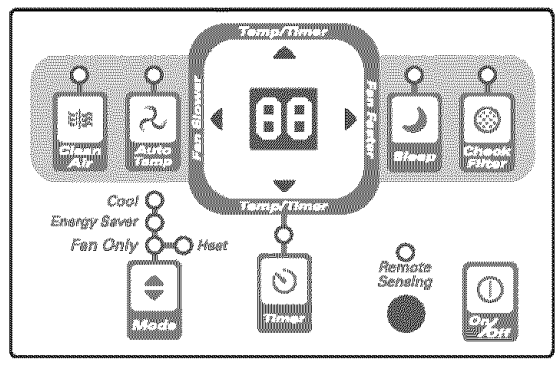 Temp/Timer
Fan Slower
Fan Faster
88
Clean
Air
Auto
Temp
Sleep
Check
Filter
Temp/Timer
Cool
Energy Saver
Fan Only
Heat
Mode
Timer
Remote
Sensing
On/
/Off